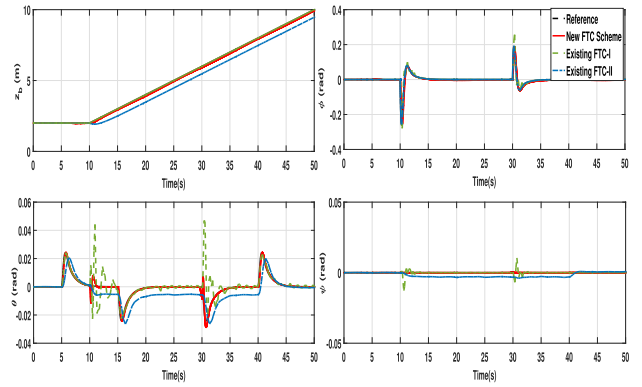 10
5
0
z_b (m)
0 5 10 15 20 25 30 35 40 45 50
Time(s)
0.4
0.2
0
-0.2
-0.4
ϕ (rad)
0 5 10 15 20 25 30 35 40 45 50
Time(s)
Reference
New FTC Scheme
Existing FTC-I
Existing FTC-II
0.06
0.04
0.02
0
-0.02
-0.04
θ (rad)
0 5 10 15 20 25 30 35 40 45 50
Time(s)
0.05
0
-0.05
ψ (rad)
0 5 10 15 20 25 30 35 40 45 50
Time(s)